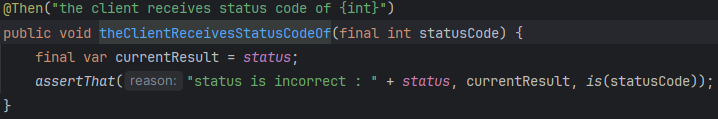 @Then("the client receives status code of {int}")
public void theClientReceivesStatusCodeOf(final int statusCode) {
final var currentResult = status;
assertThat( reason: "status is incorrect : " + status, currentResult, is(statusCode));
}